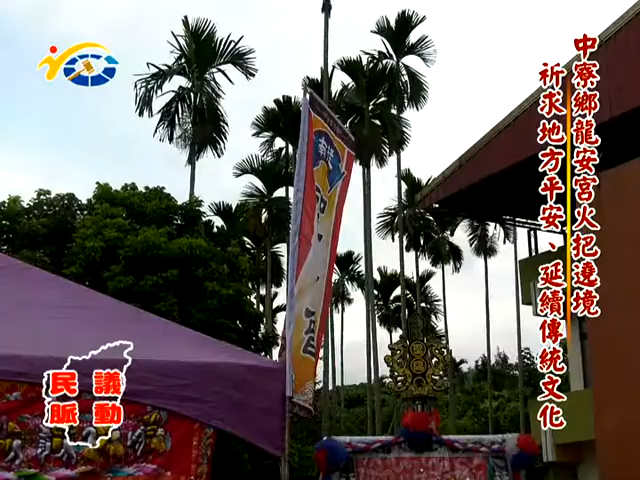 中寮鄉龍安宮火把遶境
祈求地方平安、延續傳統文化
民議
脈動